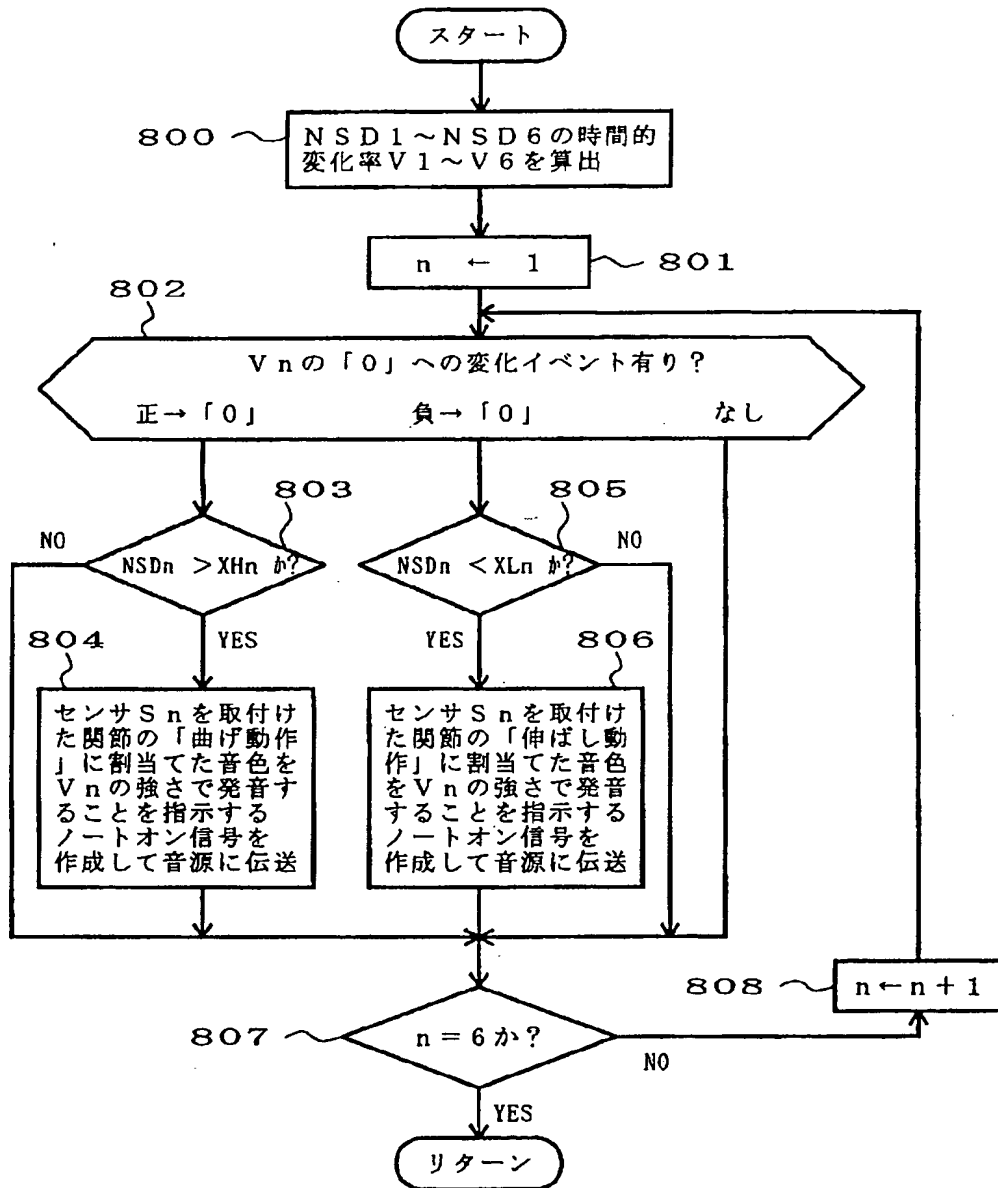 スタート
800
NSD1～NSD6の時間的
変化率V1～V6を算出
n ← 1
801
802
Vnの「0」への変化イベント有り?
正→「0」
負→「0」
なし
803
NSDn >XHn か?
NO
YES
805
NSDn <XLn か?
NO
YES
804
センサSnを取付け
た関節の「曲げ動作
」に割当てた音色を
Vnの強さで発音す
ることを指示する
ノートオン信号を
作成して音源に伝送
806
センサSnを取付け
た関節の「伸ばし動
作」に割当てた音色
をVnの強さで発音
することを指示する
ノートオン信号を
作成して音源に伝送
807
n=6か?
NO
808
n←n+1
YES
リターン